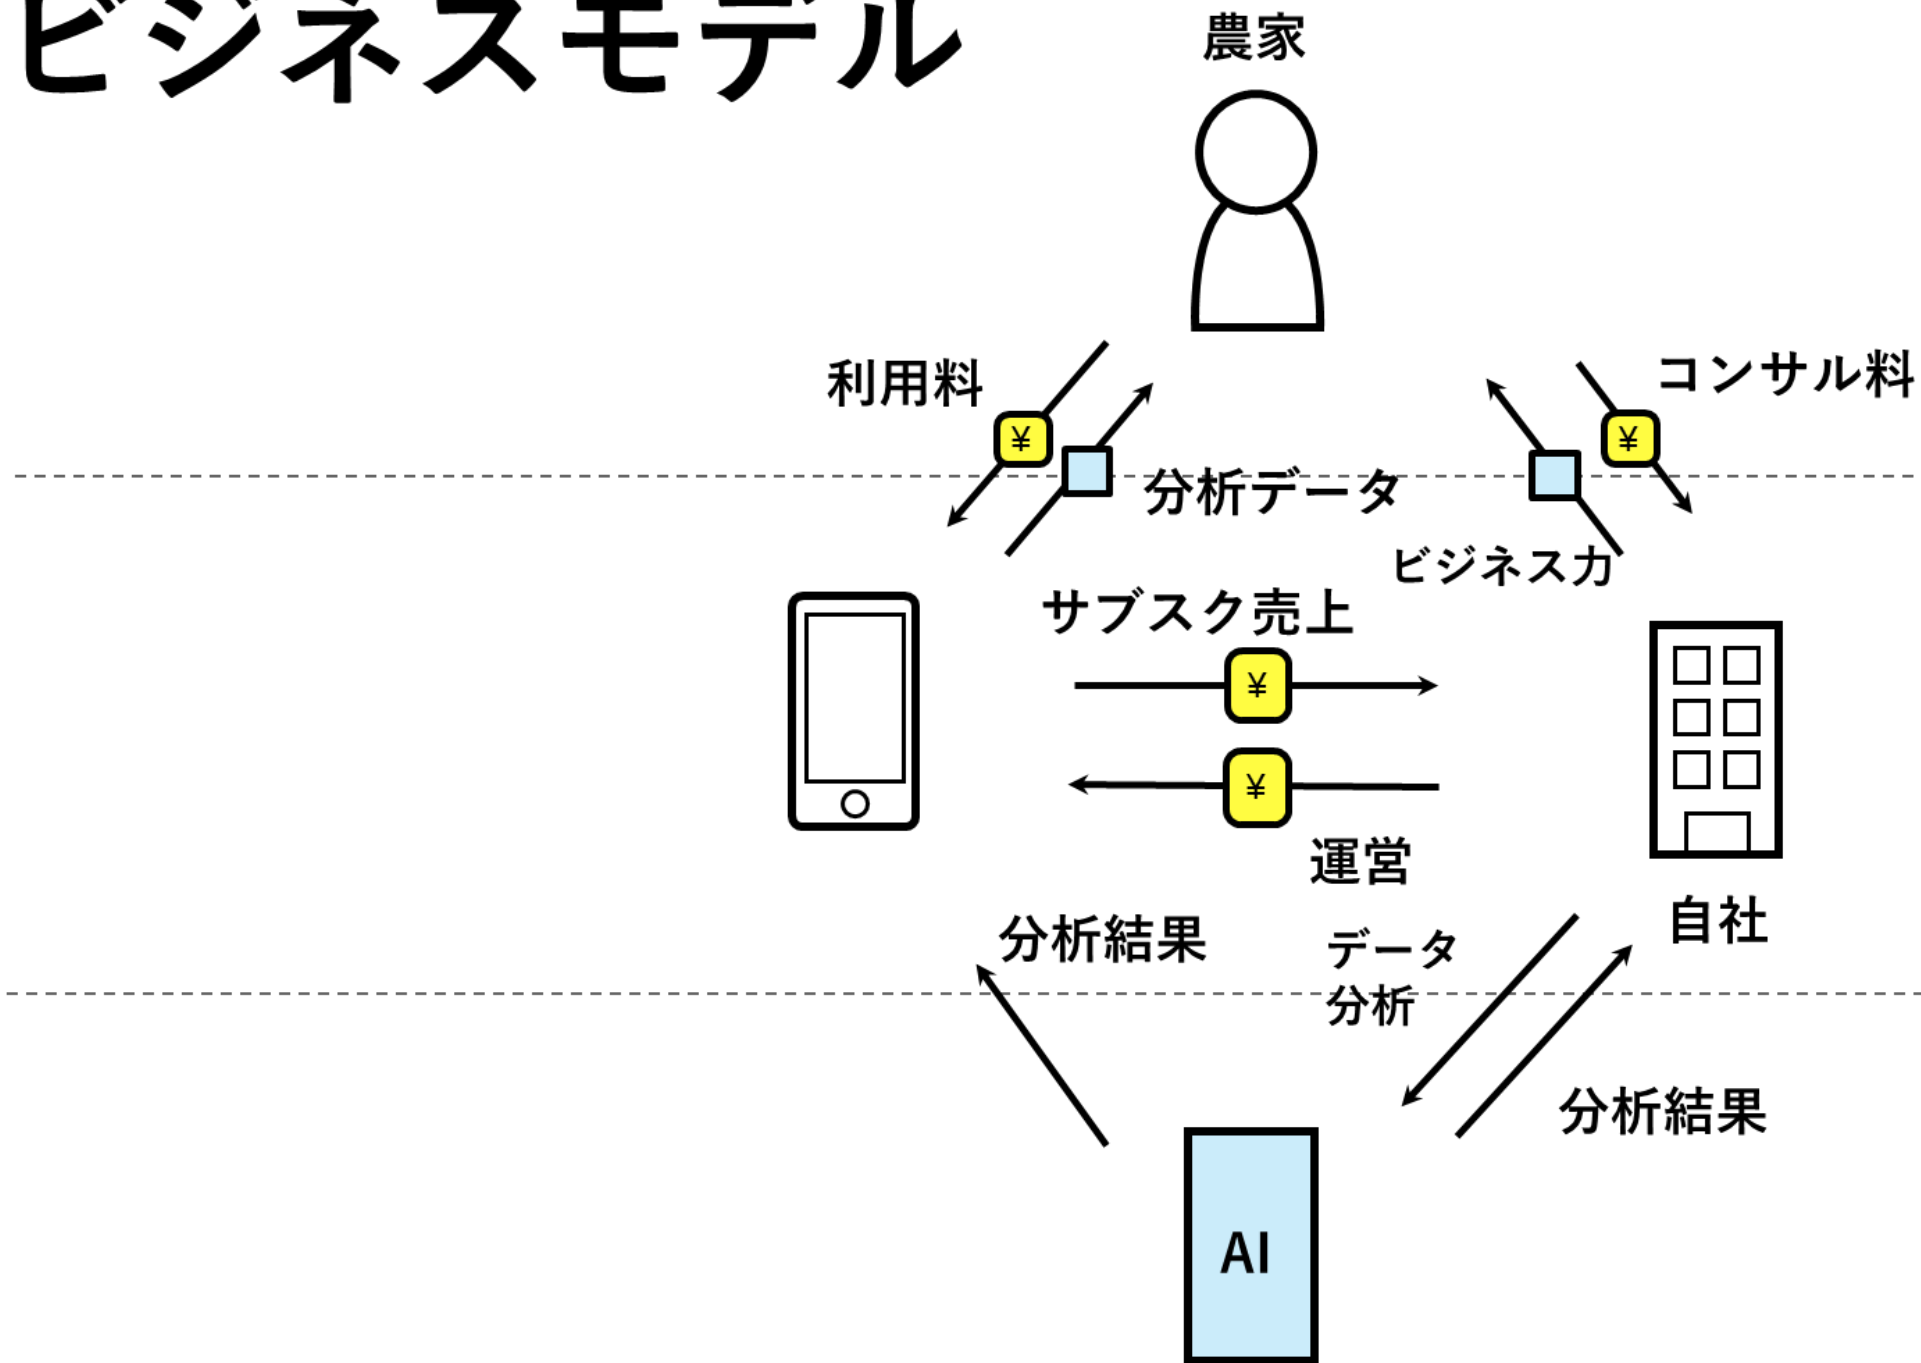 ビジネスモデル
農家
利用料
コンサル料
¥
¥
分析データ
ビジネス力
サブスク売上
¥
¥
運営
自社
分析結果
データ
分析
分析結果
AI